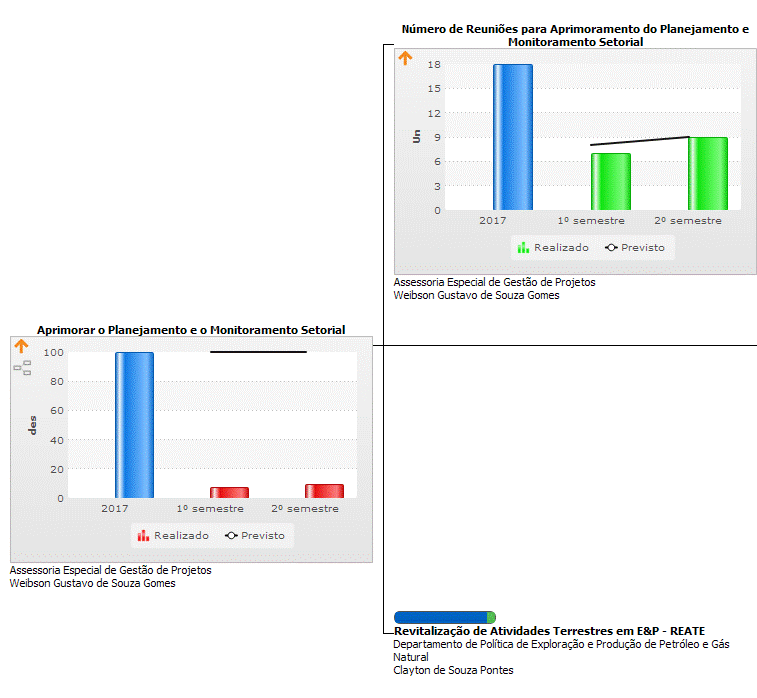 Número de Reuniões para Aprimoramento do Planejamento e
Monitoramento Setorial
18
15
12
9
6
3
0
Un
2017 1º semestre 2º semestre
Realizado Previsto
Assessoria Especial de Gestão de Projetos
Weibson Gustavo de Souza Gomes
Aprimorar o Planejamento e o Monitoramento Setorial
100
80
60
40
20
0
des
2017 1º semestre 2º semestre
Realizado Previsto
Assessoria Especial de Gestão de Projetos
Weibson Gustavo de Souza Gomes
Revitalização de Atividades Terrestres em E&P - REATE
Departamento de Política de Exploração e Produção de Petróleo e Gás
Natural
Clayton de Souza Pontes